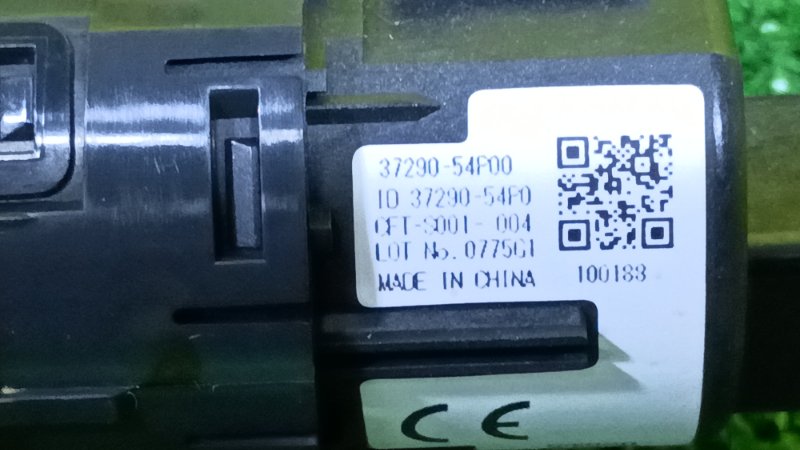 37290-54P00
ID 37290-54P0
CFT-S001- 004
LOT No. 0775G1
MADE IN CHINA
100183
CE